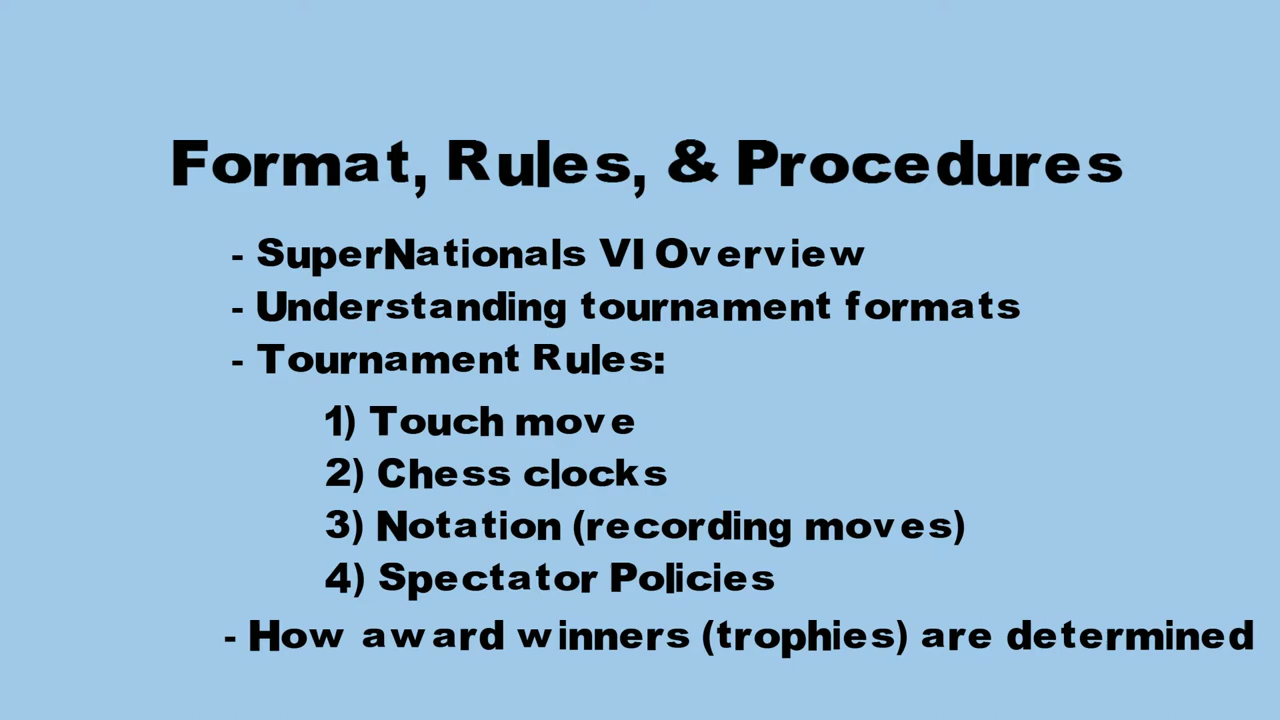 Format, Rules, & Procedures
- SuperNationals VI Overview
- Understanding tournament formats
- Tournament Rules:
1) Touch move
2) Chess clocks
3) Notation (recording moves)
4) Spectator Policies
- How award winners (trophies) are determined